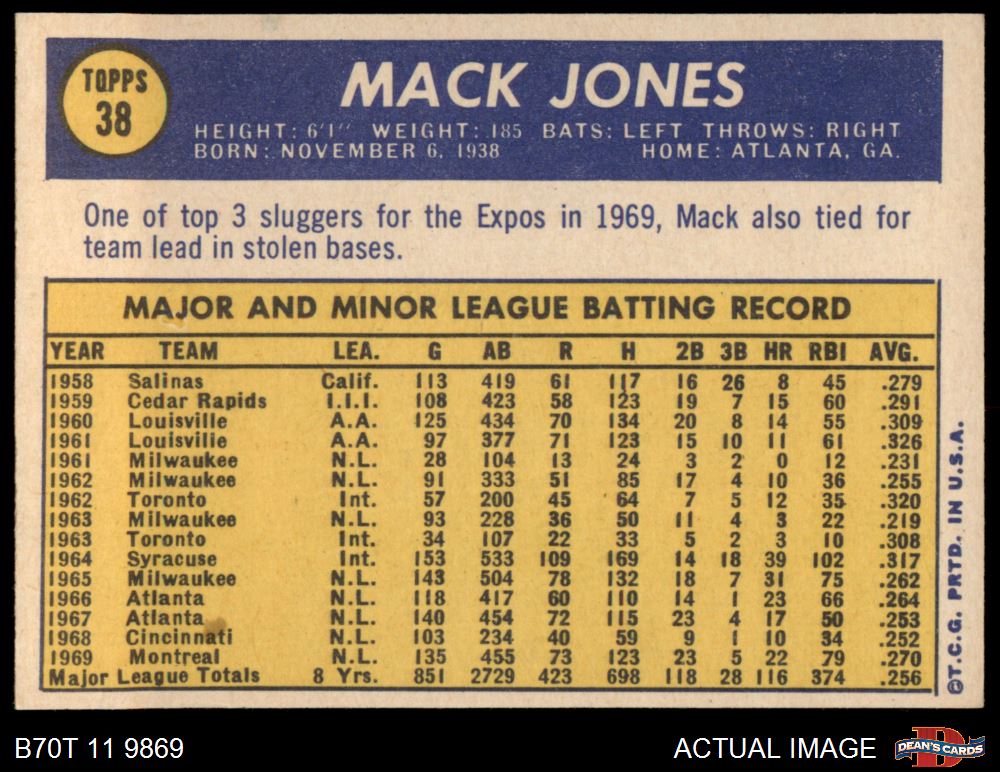 TOPPS
38
MACK JONES
HEIGHT: 6'1" WEIGHT: 185 BATS: LEFT THROWS: RIGHT
BORN: NOVEMBER 6, 1938 HOME: ATLANTA, GA.
One of top 3 sluggers for the Expos in 1969, Mack also tied for
team lead in stolen bases.
MAJOR AND MINOR LEAGUE BATTING RECORD
YEAR TEAM LEA. G AB R H 2B 3B HR RBI AVG.
1958 Salinas Calif. 113 419 61 117 16 26 8 45 .279
1959 Cedar Rapids I.I.I. 108 423 58 123 19 7 15 60 .291
1960 Louisville A.A. 125 434 70 134 20 8 14 55 .309
1961 Louisville A.A. 97 377 71 123 15 10 11 61 .326
1961 Milwaukee N.L. 28 104 13 24 3 2 0 12 .231
1962 Milwaukee N.L. 91 333 51 85 17 4 10 36 .255
1962 Toronto Int. 57 200 45 64 7 5 12 35 .320
1963 Milwaukee N.L. 93 228 36 50 11 4 3 22 .219
1963 Toronto Int. 34 107 22 33 5 2 3 10 .308
1964 Syracuse Int. 153 533 109 169 14 18 39 102 .317
1965 Milwaukee N.L. 143 504 78 132 18 7 31 75 .262
1966 Atlanta N.L. 118 417 60 110 14 1 23 66 .264
1967 Atlanta N.L. 140 454 72 115 23 4 17 50 .253
1968 Cincinnati N.L. 103 234 40 59 9 1 10 34 .252
1969 Montreal N.L. 135 455 73 123 23 5 22 79 .270
Major League Totals 8 Yrs. 851 2729 423 698 118 28 116 374 .256
©T.C.G. PRTD. IN U.S.A.
B70T 11 9869
ACTUAL IMAGE
D
DEAN'S CARDS